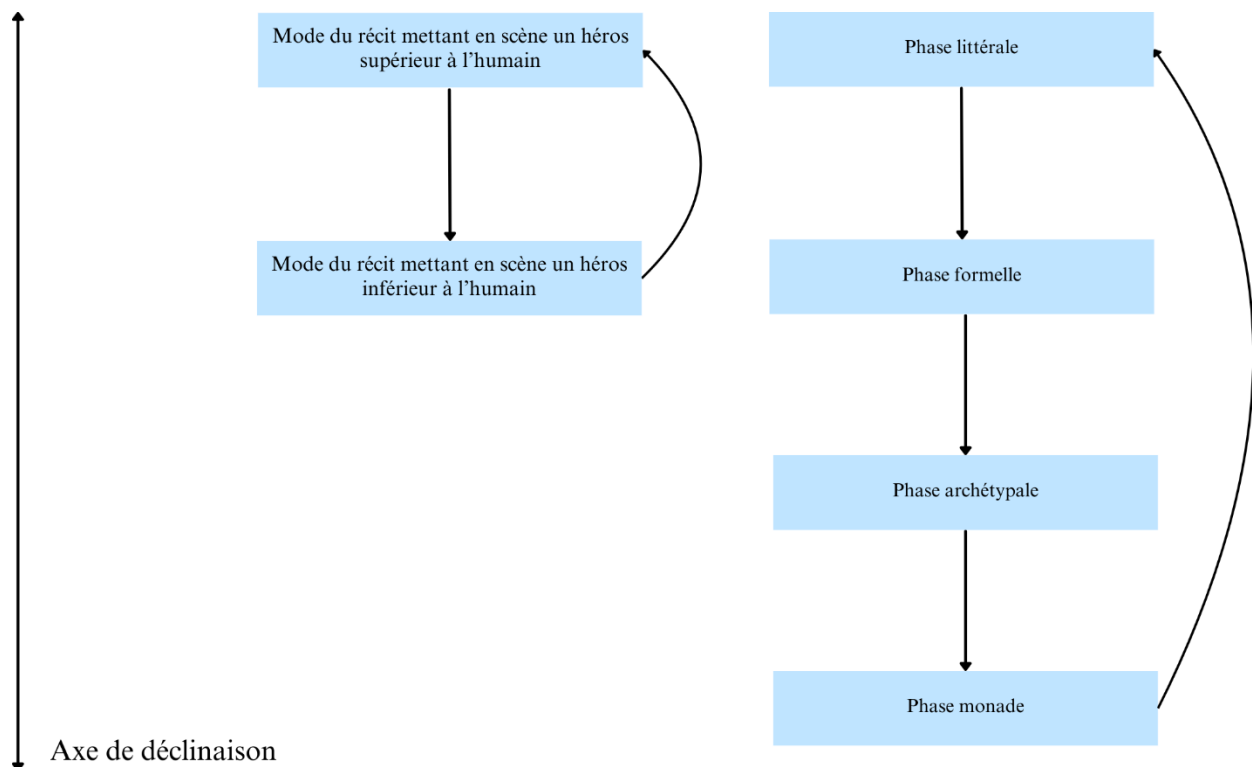 Mode du récit mettant en scène un héros
supérieur à l’humain
Phase littérale
Mode du récit mettant en scène un héros
inférieur à l’humain
Phase formelle
Phase archétypale
Phase monade
Axe de déclinaison